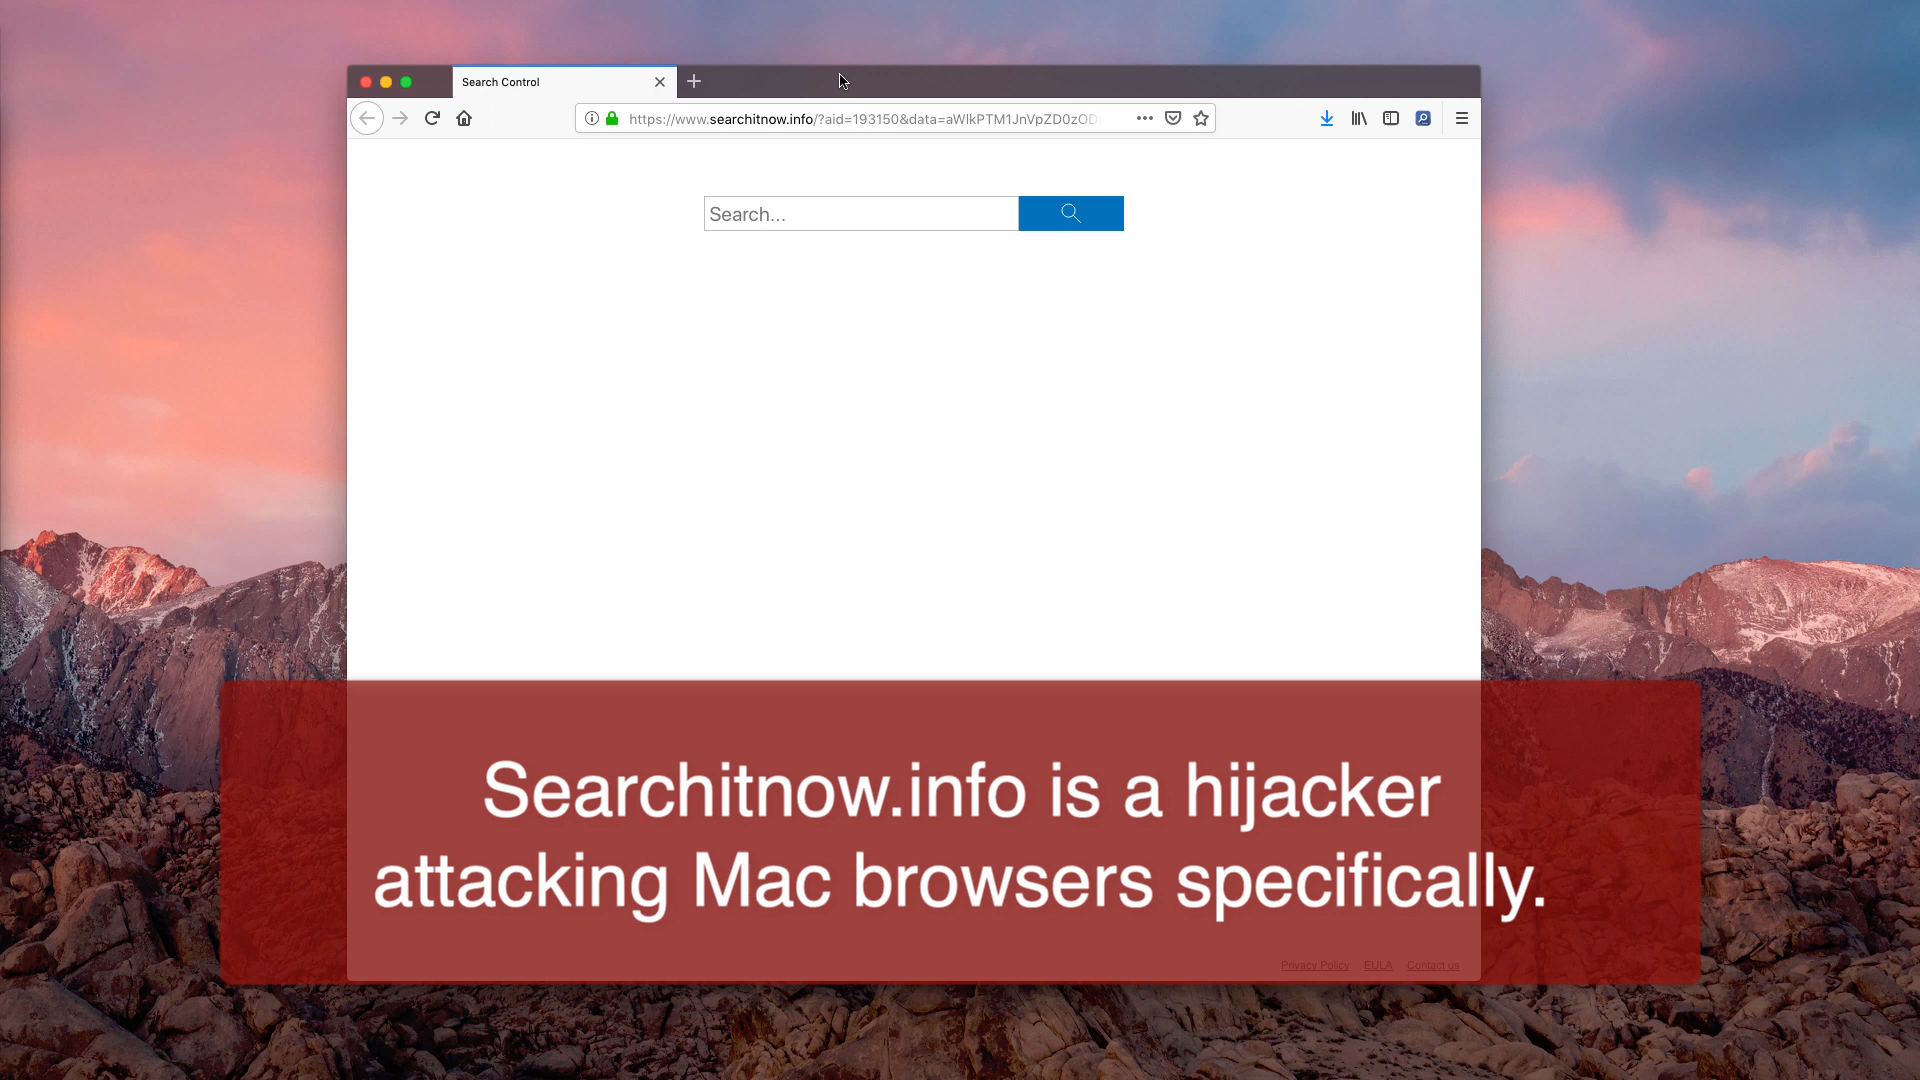 Search Control
https://www.searchitnow.info/?aid=193150&data=aWlkPTM1JnVpZD0zOD
Search...
Searchitnow.info is a hijacker
attacking Mac browsers specifically.
Privacy Policy EULA Contact us